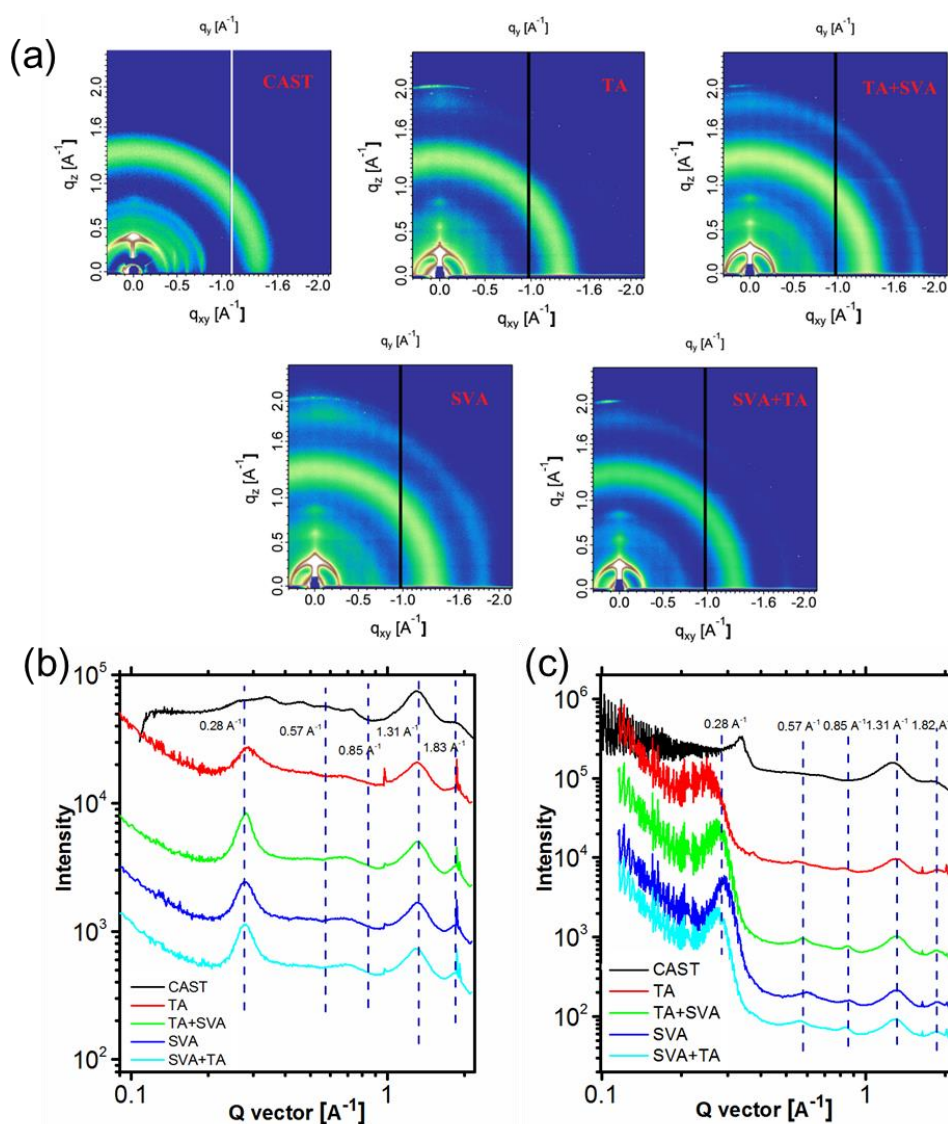 (a)
q_y [A^-1]
CAST
q_z [A^-1]
2.0
1.6
1.0
0.5
0.0
0.0 -0.5 -1.0 -1.6 -2.0
q_xy [A^-1]
q_y [A^-1]
TA
q_z [A^-1]
2.0
1.6
1.0
0.5
0.0
0.0 -0.5 -1.0 -1.6 -2.0
q_xy [A^-1]
q_y [A^-1]
TA+SVA
q_z [A^-1]
2.0
1.6
1.0
0.5
0.0
0.0 -0.5 -1.0 -1.6 -2.0
q_xy [A^-1]
q_y [A^-1]
SVA
q_z [A^-1]
2.0
1.6
1.0
0.5
0.0
0.0 -0.5 -1.0 -1.6 -2.0
q_xy [A^-1]
q_y [A^-1]
SVA+TA
q_z [A^-1]
2.0
1.6
1.0
0.5
0.0
0.0 -0.5 -1.0 -1.6 -2.0
q_xy [A^-1]
(b)
10^5
10^4
10^3
10^2
Intensity
0.28 A^-1
0.57 A^-1
0.85 A^-1
1.31 A^-1
1.83 A^-1
CAST
TA
TA+SVA
SVA
SVA+TA
0.1 1
Q vector [A^-1]
(c)
10^6
10^5
10^4
10^3
10^2
Intensity
0.28 A^-1
0.57 A^-1
0.85 A^-1
1.31 A^-1
1.82 A^-1
CAST
TA
TA+SVA
SVA
SVA+TA
0.1 1
Q vector [A^-1]